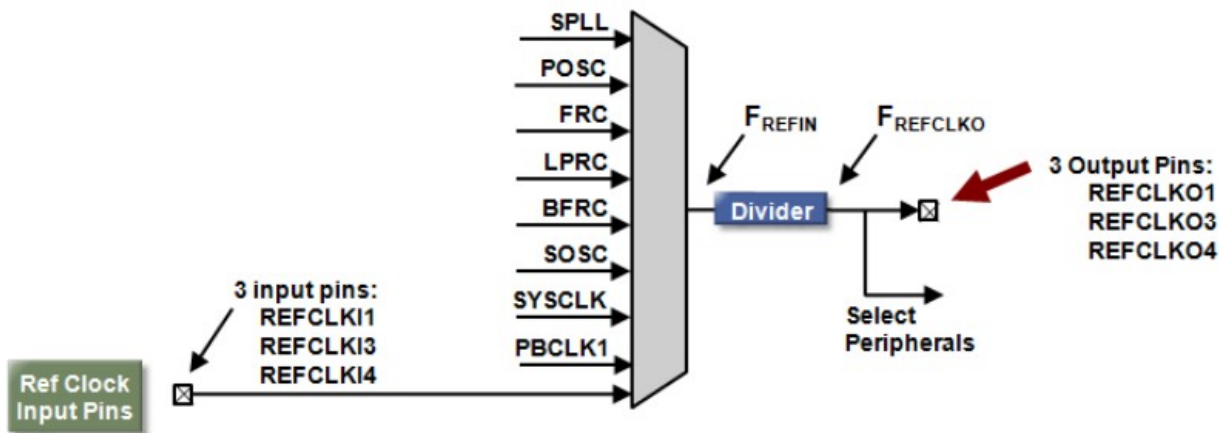 SPLL
POSC
FRC
LPRC
BFRC
SOSC
SYSCLK
PBCLK1
3 input pins:
REFCLKI1
REFCLKI3
REFCLKI4
Ref Clock
Input Pins
FREFIN
FREFCLKO
Divider
3 Output Pins:
REFCLKO1
REFCLKO3
REFCLKO4
Select
Peripherals